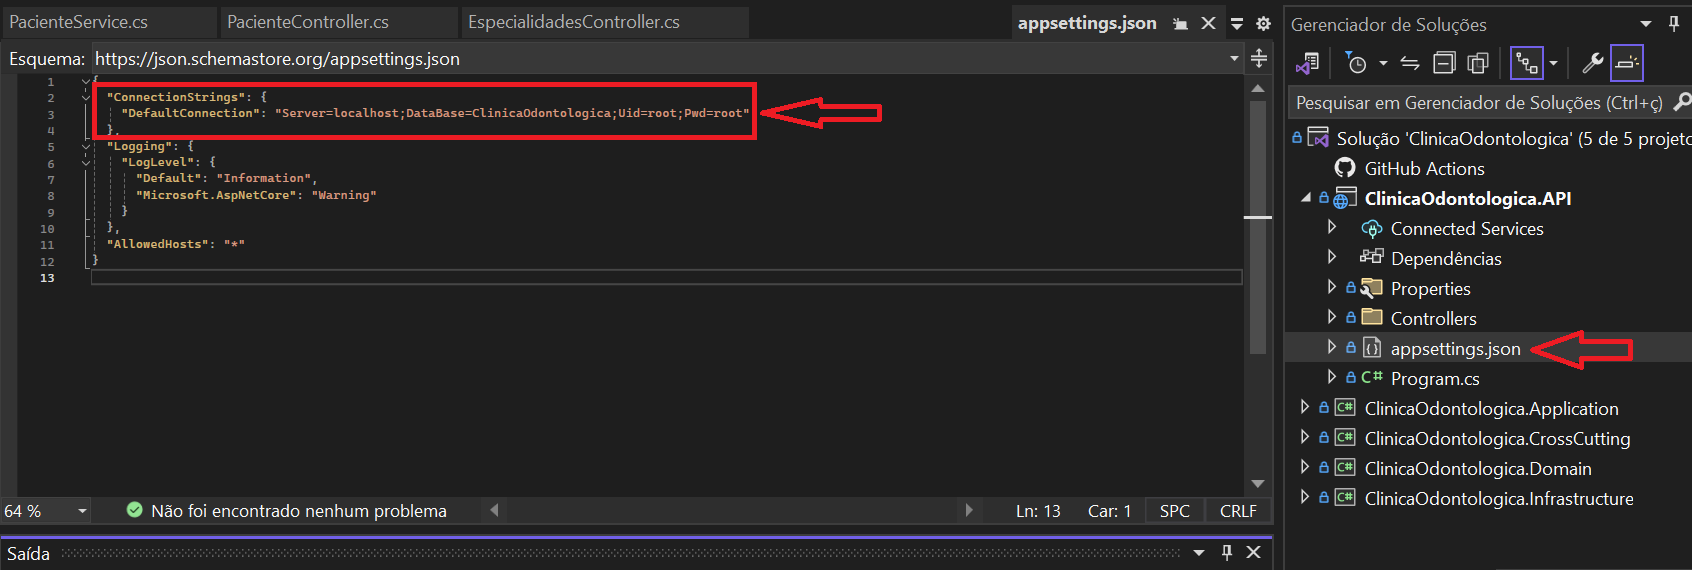 PacienteService.cs
PacienteController.cs
EspecialidadesController.cs
appsettings.json
Esquema: https://json.schemastore.org/appsettings.json
1 {
2 "ConnectionStrings": {
3 "DefaultConnection": "Server=localhost;DataBase=ClinicaOdontologica;Uid=root;Pwd=root"
4 },
5 "Logging": {
6 "LogLevel": {
7 "Default": "Information",
8 "Microsoft.AspNetCore": "Warning"
9 }
10 },
11 "AllowedHosts": "*"
12 }
13
64 %
Não foi encontrado nenhum problema
Ln: 13
Car: 1
SPC
CRLF
Saída
Gerenciador de Soluções
Pesquisar em Gerenciador de Soluções (Ctrl+ç)
Solução 'ClinicaOdontologica' (5 de 5 projeto
GitHub Actions
ClinicaOdontologica.API
Connected Services
Dependências
Properties
Controllers
{} appsettings.json
C# Program.cs
C# ClinicaOdontologica.Application
C# ClinicaOdontologica.CrossCutting
C# ClinicaOdontologica.Domain
C# ClinicaOdontologica.Infrastructure